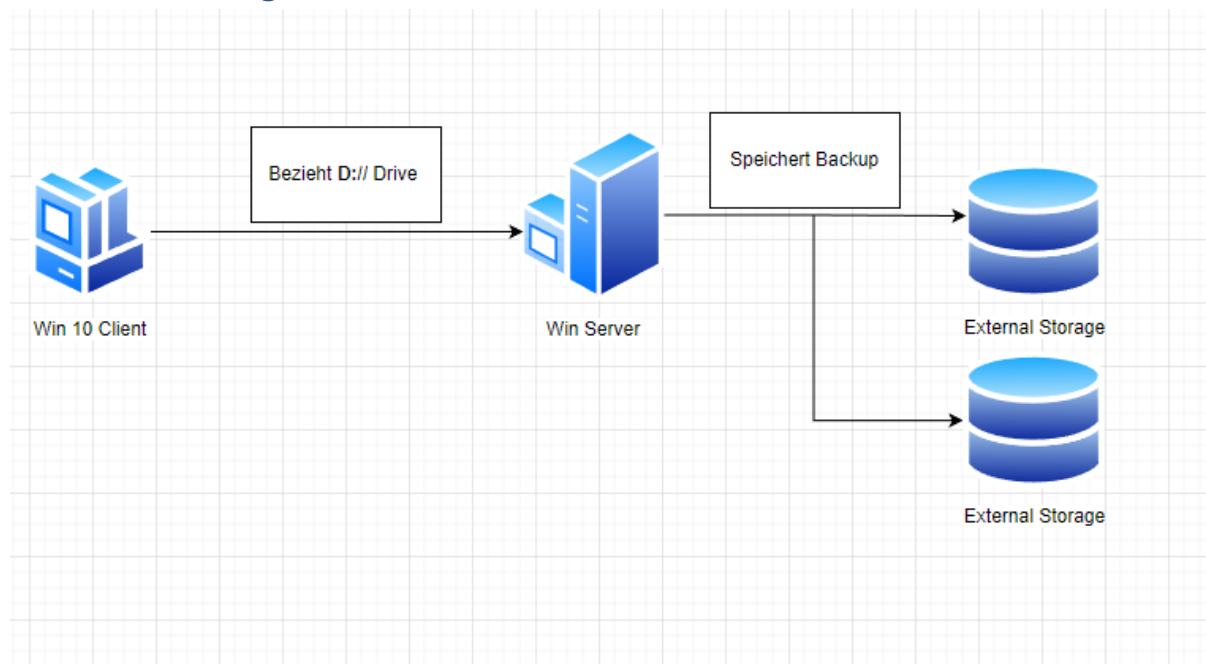 Bezieht D:// Drive
Speichert Backup
Win 10 Client
Win Server
External Storage
External Storage